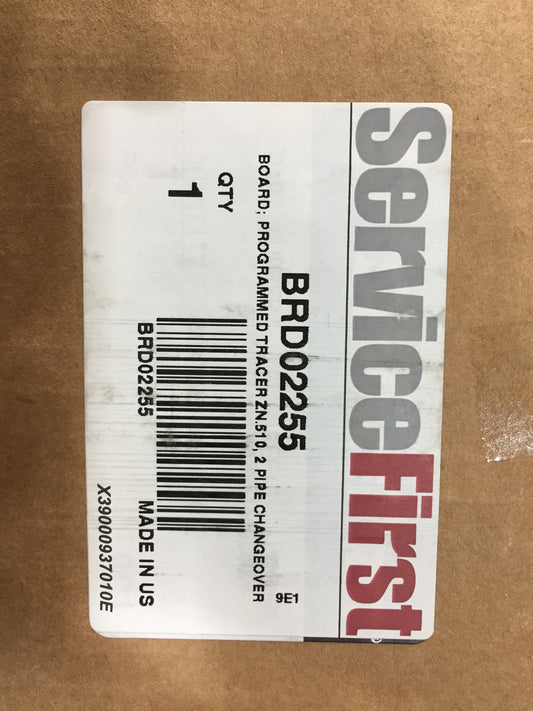 ServiceFirst®
BRD02255
BOARD; PROGRAMMED TRACER ZN.510, 2 PIPE CHANGEOVER
9E1
QTY
1
BRD02255
MADE IN US
X39000937010E